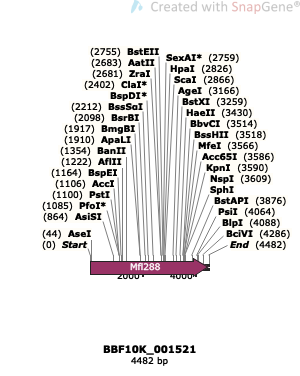 Created with SnapGene®
(2755) BstEII
SexAI* (2759)
(2683) AatII
HpaI (2826)
(2681) ZraI
ScaI (2866)
(2402) ClaI*
AgeI (3166)
BspDI*
BstXI (3259)
(2212) BssSαI
HaeII (3430)
(2098) BsrBI
BbvCI (3514)
(1917) BmgBI
BssHII (3518)
(1910) ApaLI
MfeI (3566)
(1354) BanII
Acc65I (3586)
(1222) AflII
KpnI (3590)
(1164) BspEI
NspI (3609)
(1106) AccI
SphI
(1100) PstI
BstAPI (3876)
(1085) PfoI*
PsiI (4064)
(864) AsiSI
BlpI (4088)
(44) AseI
BciVI (4286)
(0) Start
End (4482)
Mfl288
2000
4000
BBF10K_001521
4482 bp